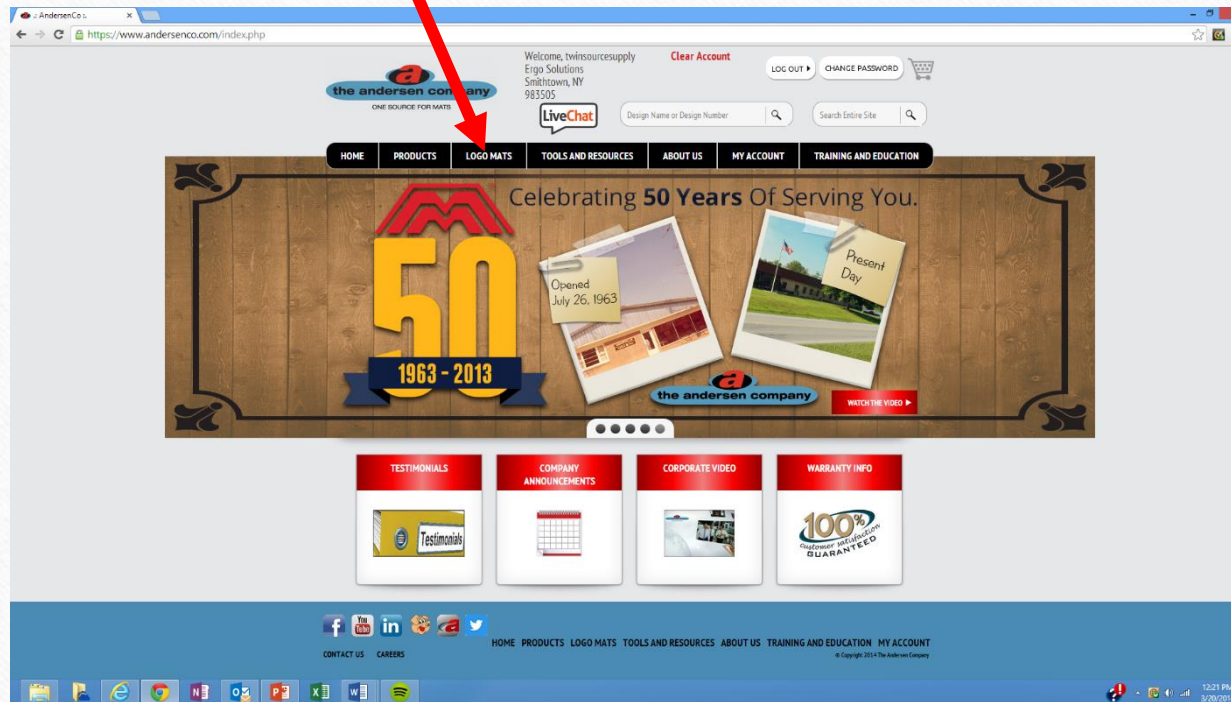 .: AndersenCo :.
https://www.andersenco.com/index.php
Welcome, twinsourcesupply
Ergo Solutions
Smithtown, NY
983505
Clear Account
LOG OUT
CHANGE PASSWORD
a
the andersen company
ONE SOURCE FOR MATS
LiveChat
Design Name or Design Number
Search Entire Site
HOME PRODUCTS LOGO MATS TOOLS AND RESOURCES ABOUT US MY ACCOUNT TRAINING AND EDUCATION
Celebrating 50 Years Of Serving You.
50
1963 - 2013
Opened
July 26, 1963
Present
Day
a
the andersen company
WATCH THE VIDEO
TESTIMONIALS
COMPANY
ANNOUNCEMENTS
CORPORATE VIDEO
WARRANTY INFO
Testimonials
100%
customer satisfaction
GUARANTEED
f You Tube in a
HOME PRODUCTS LOGO MATS TOOLS AND RESOURCES ABOUT US TRAINING AND EDUCATION MY ACCOUNT
CONTACT US CAREERS
© Copyright 2014 The Andersen Company
12:21 PM